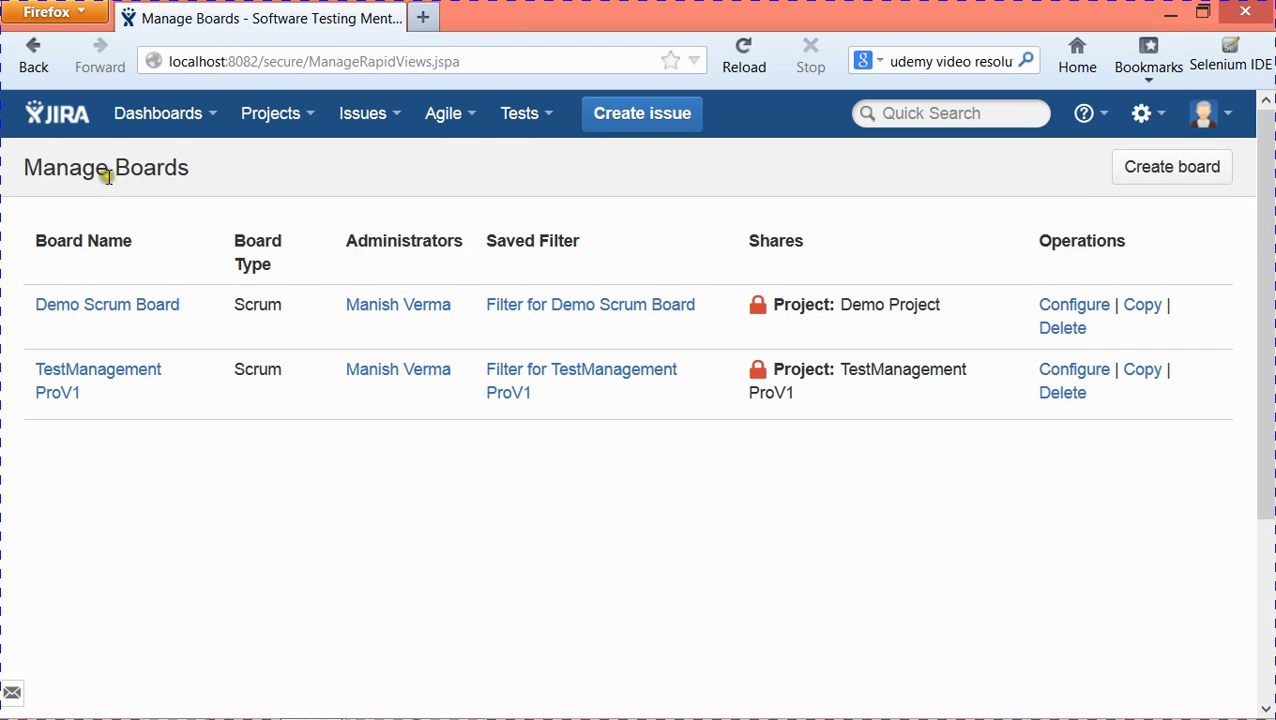 Firefox
Manage Boards - Software Testing Ment...
Back
Forward
localhost:8082/secure/ManageRapidViews.jspa
Reload
Stop
8
udemy video resolu
Home
Bookmarks
Selenium IDE
JIRA
Dashboards
Projects
Issues
Agile
Tests
Create issue
Quick Search
Manage Boards
Create board
Board Name
Board
Type
Administrators
Saved Filter
Shares
Operations
Demo Scrum Board
Scrum
Manish Verma
Filter for Demo Scrum Board
Project: Demo Project
Configure | Copy |
Delete
TestManagement
ProV1
Scrum
Manish Verma
Filter for TestManagement
ProV1
Project: TestManagement
ProV1
Configure | Copy |
Delete